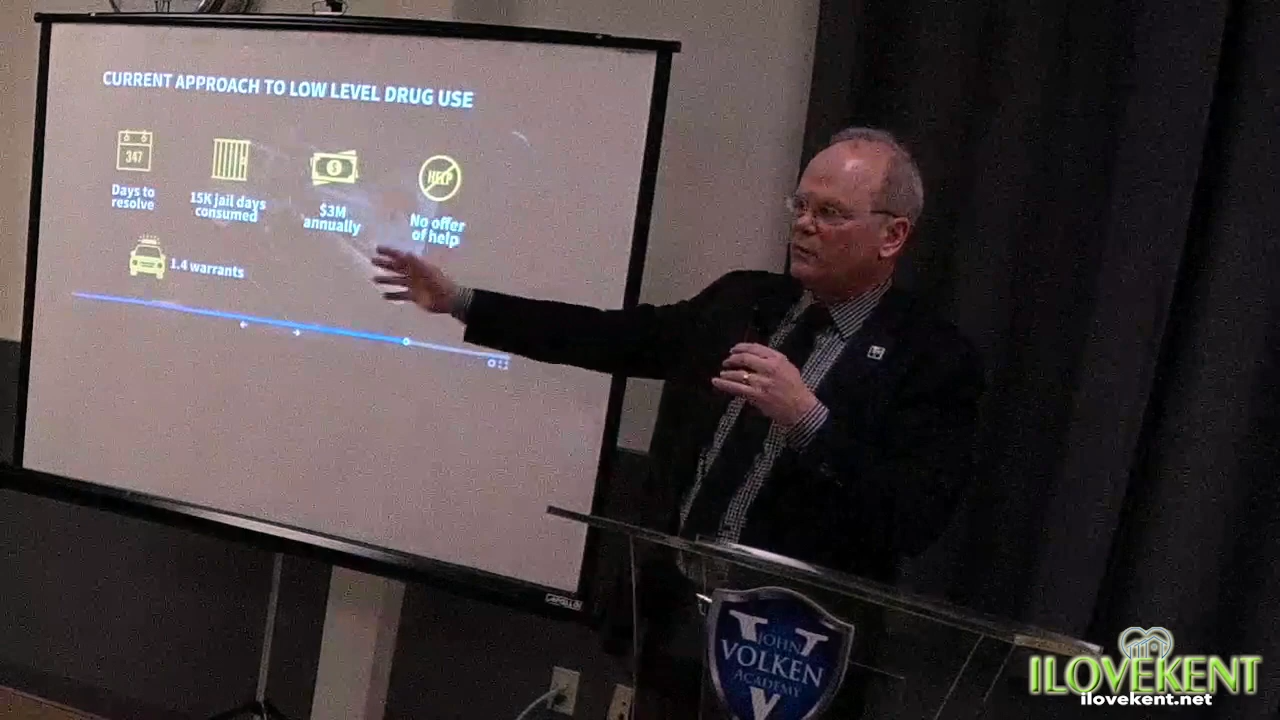 CURRENT APPROACH TO LOW LEVEL DRUG USE
347
Days to
resolve
15K jail days
consumed
$
$3M
annually
HELP
No offer
of help
1.4 warrants
JOHN
VOLKEN
ACADEMY
V
ILOVEKENT
ilovekent.net